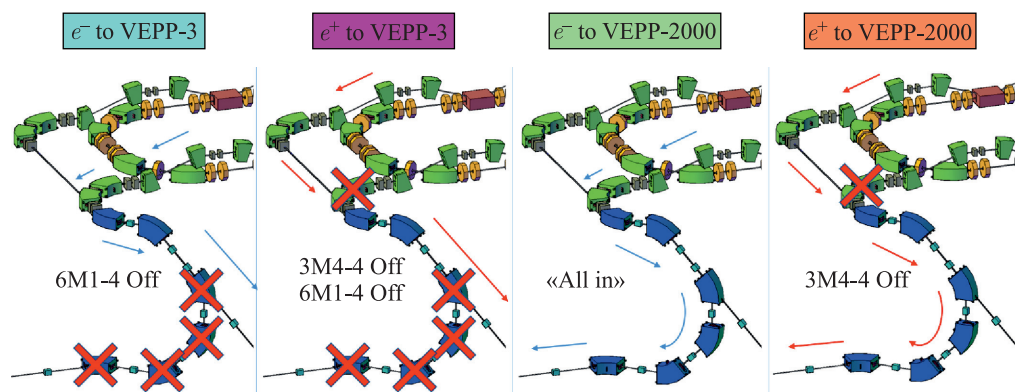 e⁻ to VEPP-3
e⁺ to VEPP-3
e⁻ to VEPP-2000
e⁺ to VEPP-2000
6M1-4 Off
3M4-4 Off
6M1-4 Off
«All in»
3M4-4 Off